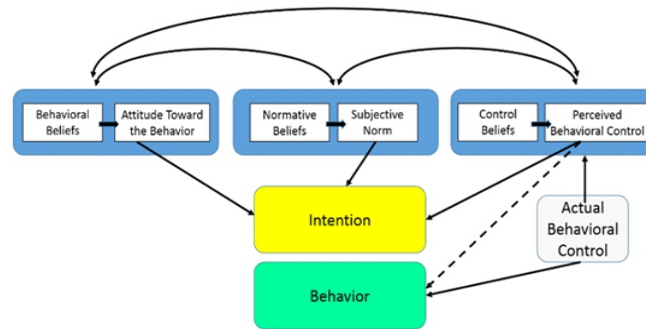 Behavioral
Beliefs
Attitude Toward
the Behavior
Normative
Beliefs
Subjective
Norm
Control
Beliefs
Perceived
Behavioral Control
Intention
Actual
Behavioral
Control
Behavior